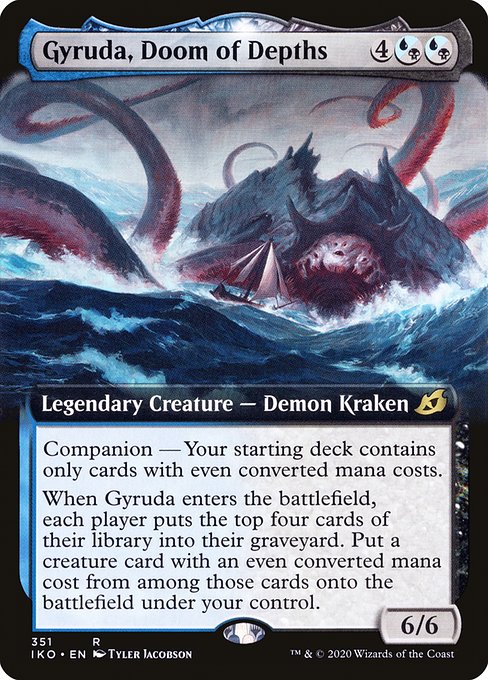 Gyruda, Doom of Depths 4
Legendary Creature — Demon Kraken
Companion — Your starting deck contains
only cards with even converted mana costs.
When Gyruda enters the battlefield,
each player puts the top four cards of
their library into their graveyard. Put a
creature card with an even converted mana
cost from among those cards onto the
battlefield under your control.
6/6
351 R
IKO • EN Tyler Jacobson
™ & © 2020 Wizards of the Coast